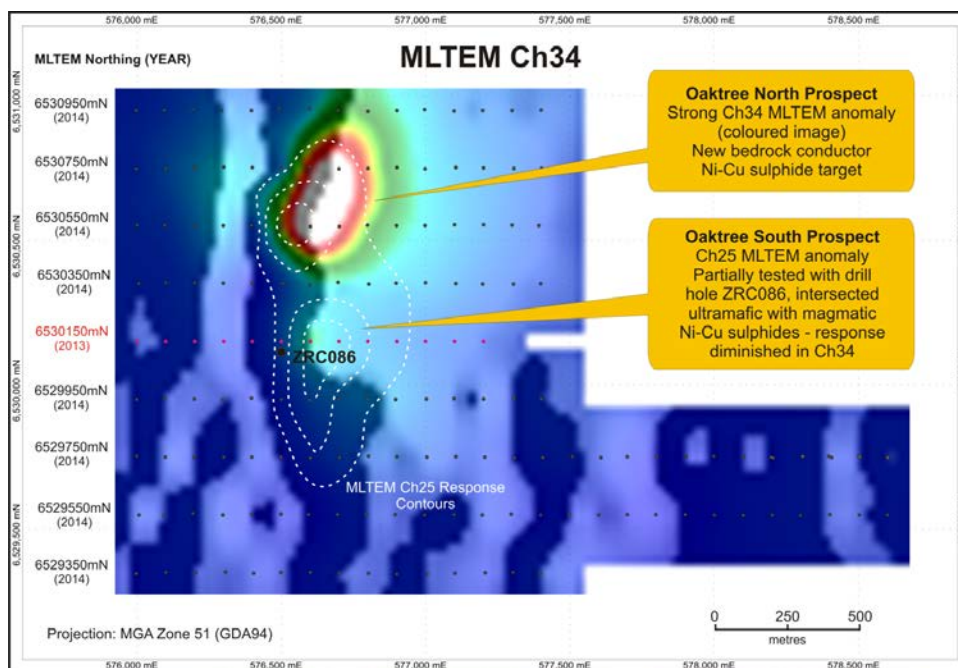 576,000 mE 576,500 mE 577,000 mE 577,500 mE 578,000 mE 578,500 mE
MLTEM Northing (YEAR)
MLTEM Ch34
6,531,000 mN
6,530,500 mN
6,530,000 mN
6,529,500 mN
6530950mN
(2014)
6530750mN
(2014)
6530550mN
(2014)
6530350mN
(2014)
6530150mN
(2013)
6529950mN
(2014)
6529750mN
(2014)
6529550mN
(2014)
6529350mN
(2014)
Oaktree North Prospect
Strong Ch34 MLTEM anomaly
(coloured image)
New bedrock conductor
Ni-Cu sulphide target
Oaktree South Prospect
Ch25 MLTEM anomaly
Partially tested with drill
hole ZRC086, intersected
ultramafic with magmatic
Ni-Cu sulphides - response
diminished in Ch34
ZRC086
MLTEM Ch25 Response
Contours
Projection: MGA Zone 51 (GDA94)
0 250 500
metres
576,000 mE 576,500 mE 577,000 mE 577,500 mE 578,000 mE 578,500 mE